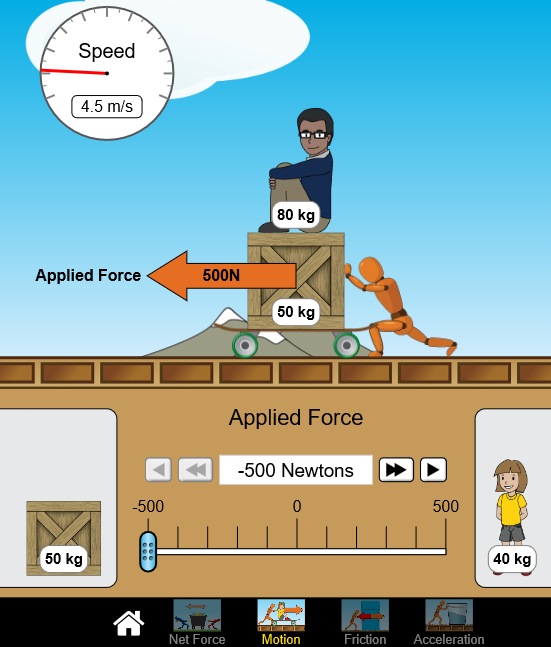 Speed
4.5 m/s
80 kg
Applied Force
500N
50 kg
Applied Force
-500 Newtons
-500
0
500
50 kg
40 kg
Net Force
Motion
Friction
Acceleration